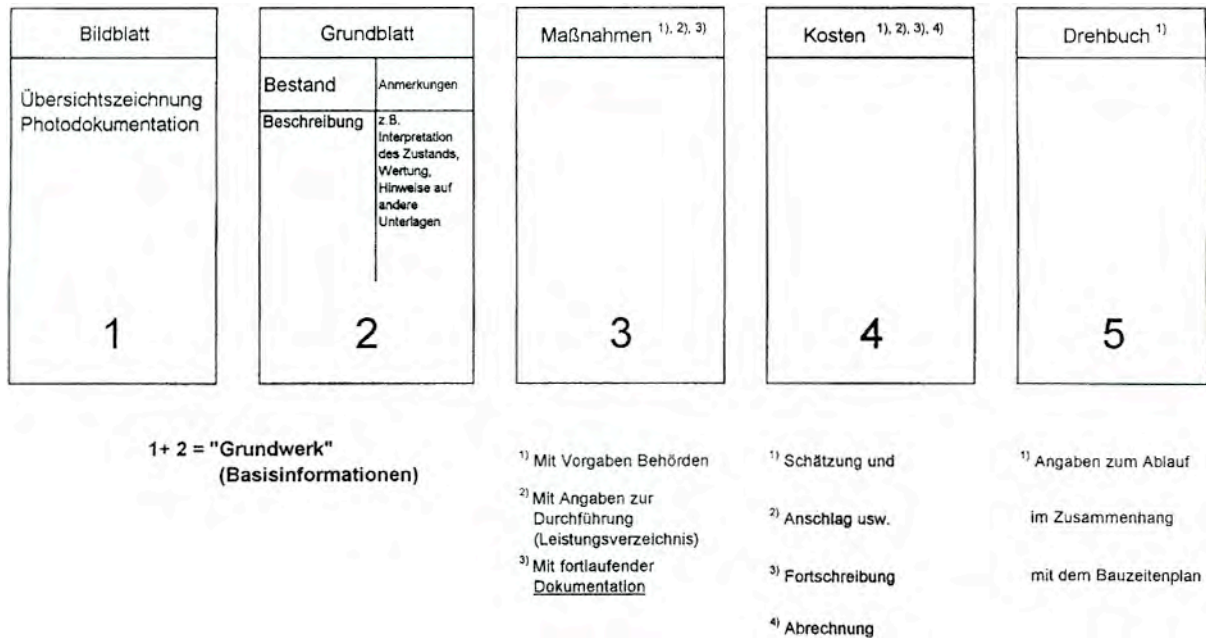 Bildblatt
Übersichtszeichnung
Photodokumentation
1
Grundblatt
Bestand
Anmerkungen
Beschreibung
z.B.
Interpretation
des Zustands,
Wertung,
Hinweise auf
andere
Unterlagen
2
Maßnahmen 1), 2), 3)
3
Kosten 1), 2), 3), 4)
4
Drehbuch 1)
5
1+ 2 = "Grundwerk"
(Basisinformationen)
1) Mit Vorgaben Behörden
2) Mit Angaben zur
Durchführung
(Leistungsverzeichnis)
3) Mit fortlaufender
Dokumentation
1) Schätzung und
2) Anschlag usw.
3) Fortschreibung
4) Abrechnung
1) Angaben zum Ablauf
im Zusammenhang
mit dem Bauzeitenplan